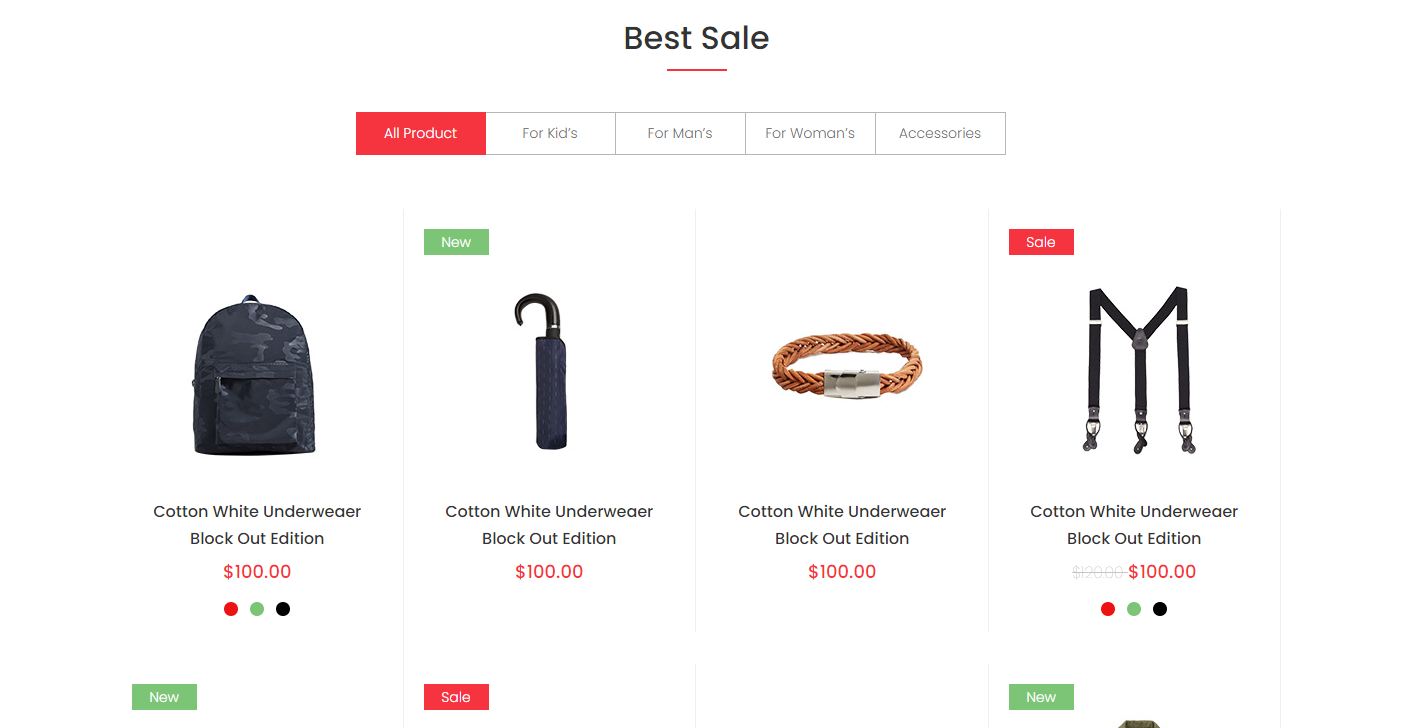 Best Sale
All Product
For Kid’s
For Man’s
For Woman’s
Accessories
New
Sale
Cotton White Underweaer
Block Out Edition
$100.00
Cotton White Underweaer
Block Out Edition
$100.00
Cotton White Underweaer
Block Out Edition
$100.00
Cotton White Underweaer
Block Out Edition
$120.00 $100.00
New
Sale
New